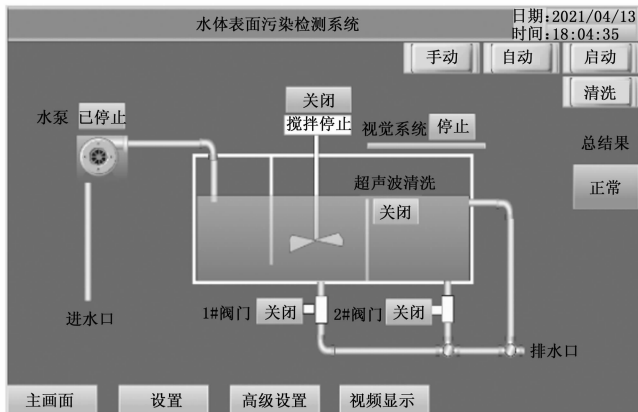 水体表面污染检测系统
日期:2021/04/13
时间:18:04:35
手动 自动 启动
清洗
水泵 已停止
关闭
搅拌停止
视觉系统 停止
总结果
正常
超声波清洗
关闭
1#阀门 关闭 2#阀门 关闭
进水口
排水口
主画面 设置 高级设置 视频显示